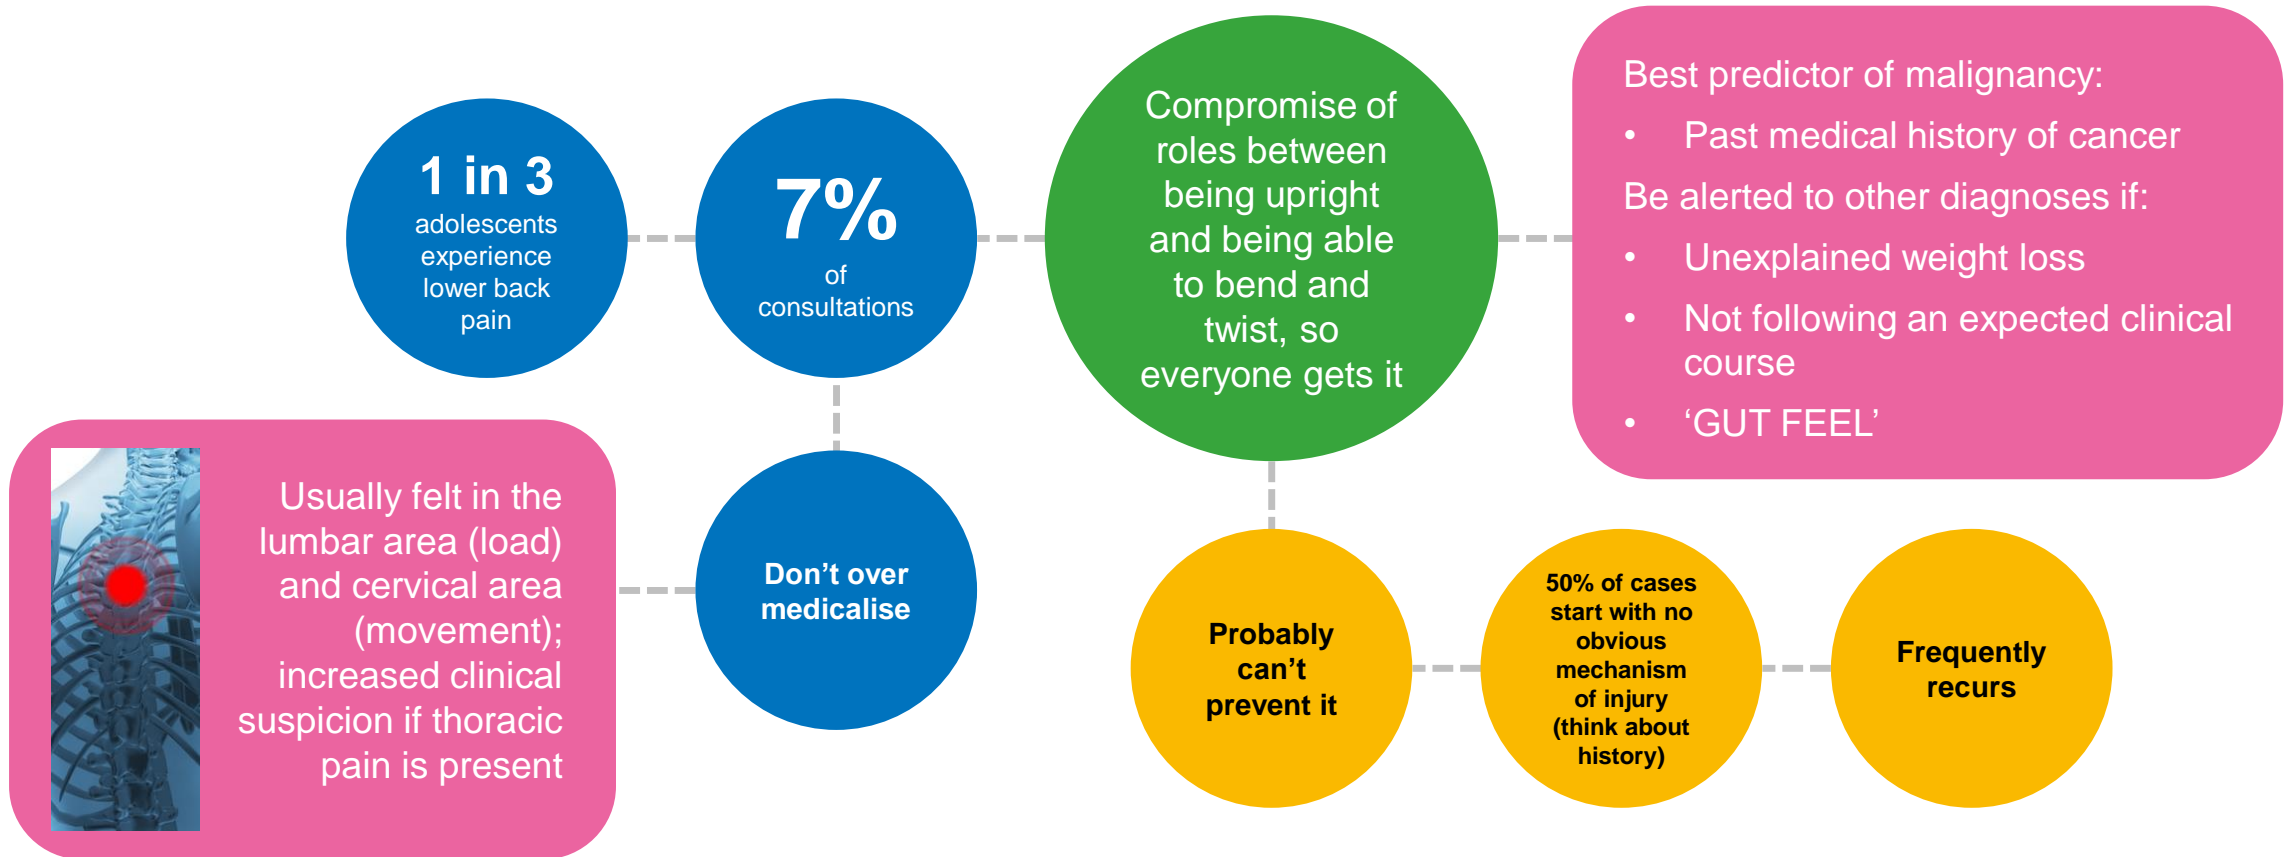 1 in 3
adolescents
experience
lower back
pain
7%
of
consultations
Compromise of
roles between
being upright
and being able
to bend and
twist, so
everyone gets it
Best predictor of malignancy:
• Past medical history of cancer
Be alerted to other diagnoses if:
• Unexplained weight loss
• Not following an expected clinical
course
• ‘GUT FEEL’
Usually felt in the
lumbar area (load)
and cervical area
(movement);
increased clinical
suspicion if thoracic
pain is present
Don’t over
medicalise
Probably
can’t
prevent it
50% of cases
start with no
obvious
mechanism
of injury
(think about
history)
Frequently
recurs